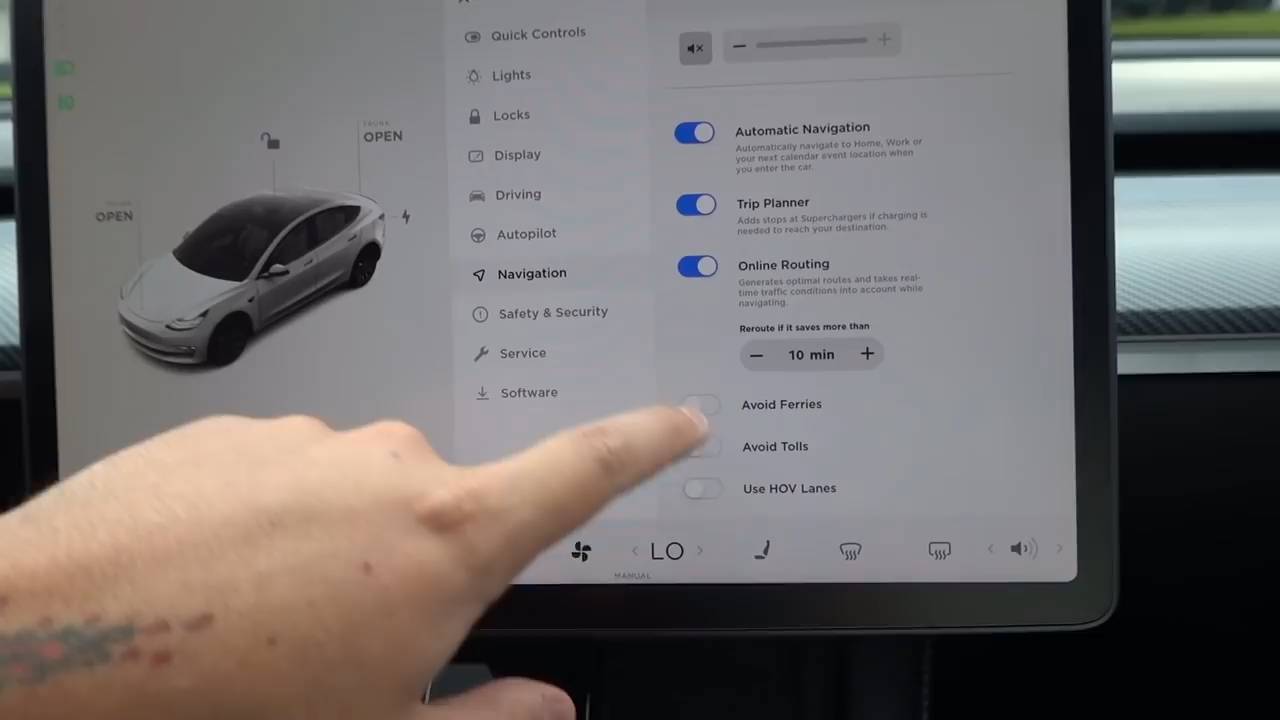 Quick Controls
Lights
Locks
Display
Driving
Autopilot
Navigation
Safety & Security
Service
Software
TRUNK
OPEN
OPEN
Automatic Navigation
Automatically navigate to Home, Work or
your next calendar event location when
you enter the car.
Trip Planner
Adds stops at Superchargers if charging is
needed to reach your destination.
Online Routing
Generates optimal routes and takes real-
time traffic conditions into account while
navigating.
Reroute if it saves more than
10 min
Avoid Ferries
Avoid Tolls
Use HOV Lanes
LO
MANUAL